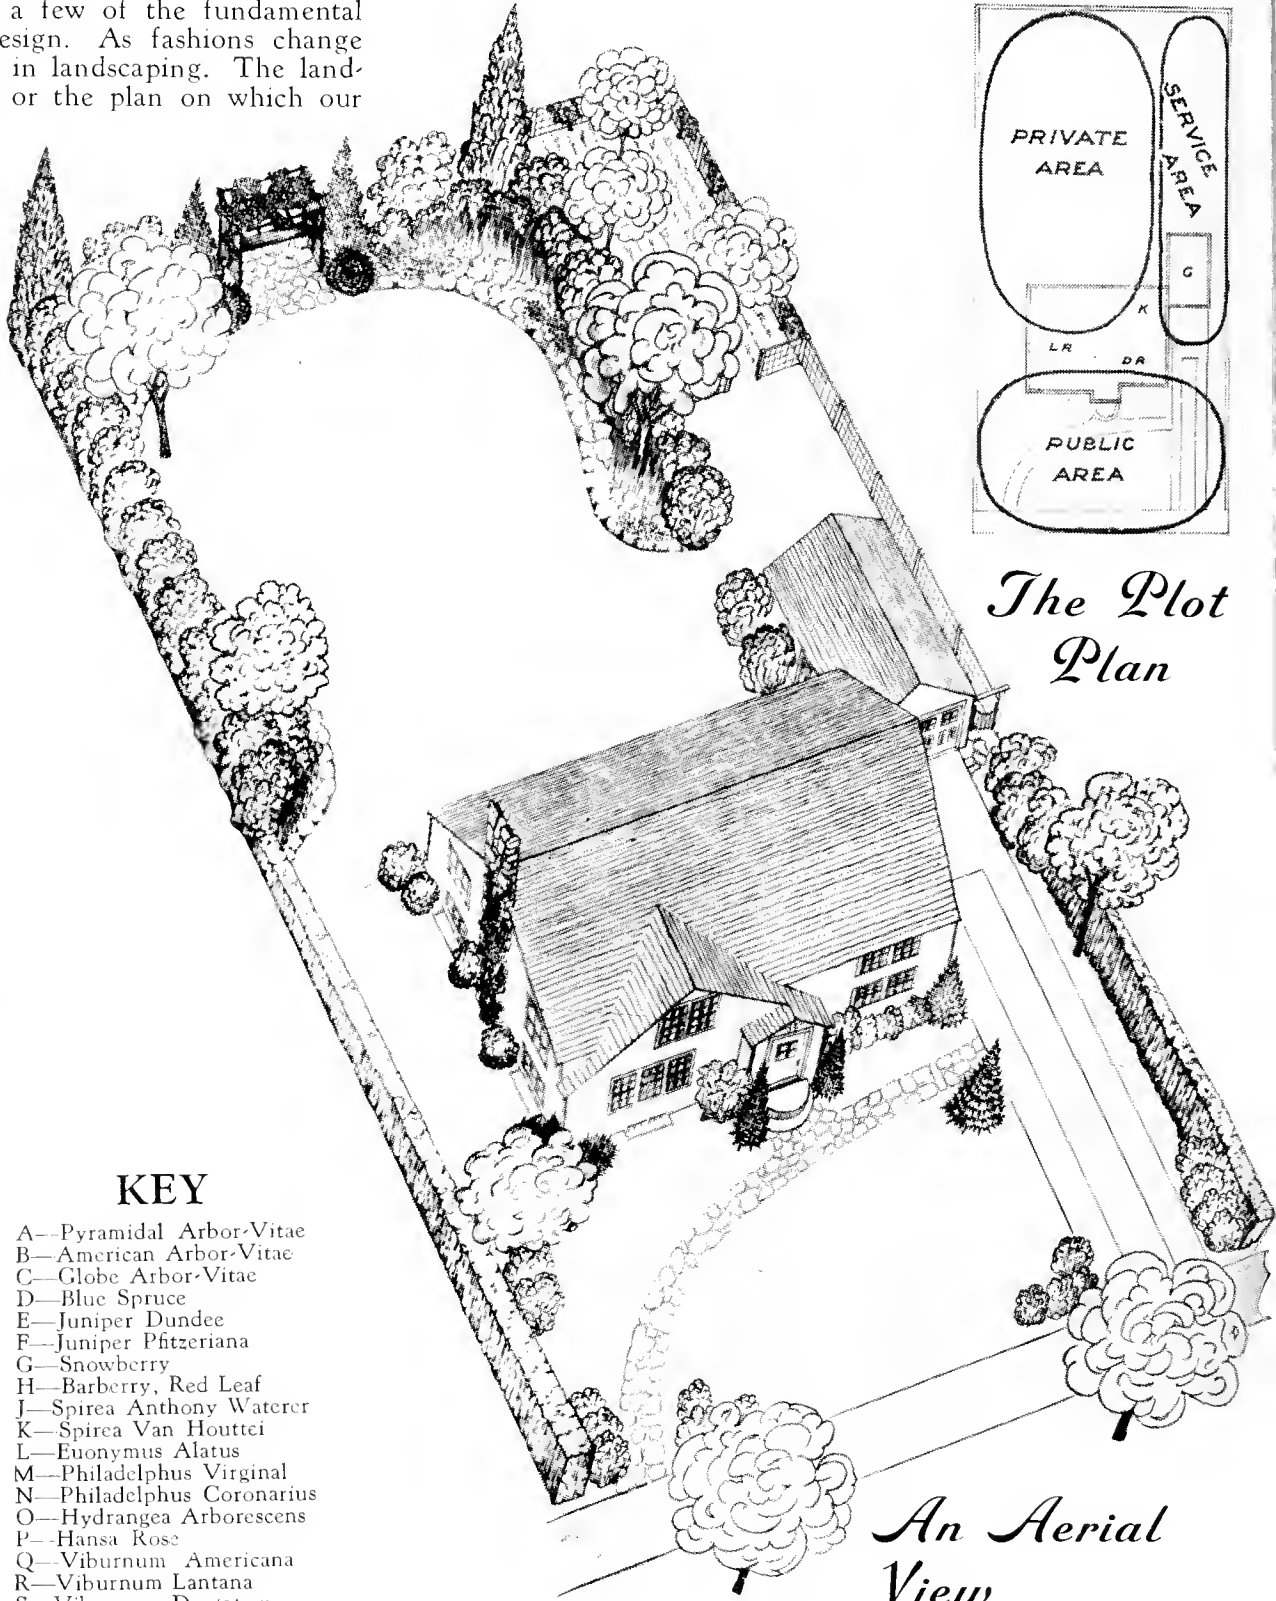 a few of the fundamental
esign. As fashions change
in landscaping. The land-
or the plan on which our
PRIVATE
AREA
SERVICE
AREA
G
K
LR
DR
PUBLIC
AREA
The Plot
Plan
KEY
A—Pyramidal Arbor-Vitae
B—American Arbor-Vitae
C—Globe Arbor-Vitae
D—Blue Spruce
E—Juniper Dundee
F—Juniper Pfitzeriana
G—Snowberry
H—Barberry, Red Leaf
J—Spirea Anthony Waterer
K—Spirea Van Houttei
L—Euonymus Alatus
M—Philadelphus Virginal
N—Philadelphus Coronarius
O—Hydrangea Arborescens
P—Hansa Rose
Q—Viburnum Americana
R—Viburnum Lantana
An Aerial
View